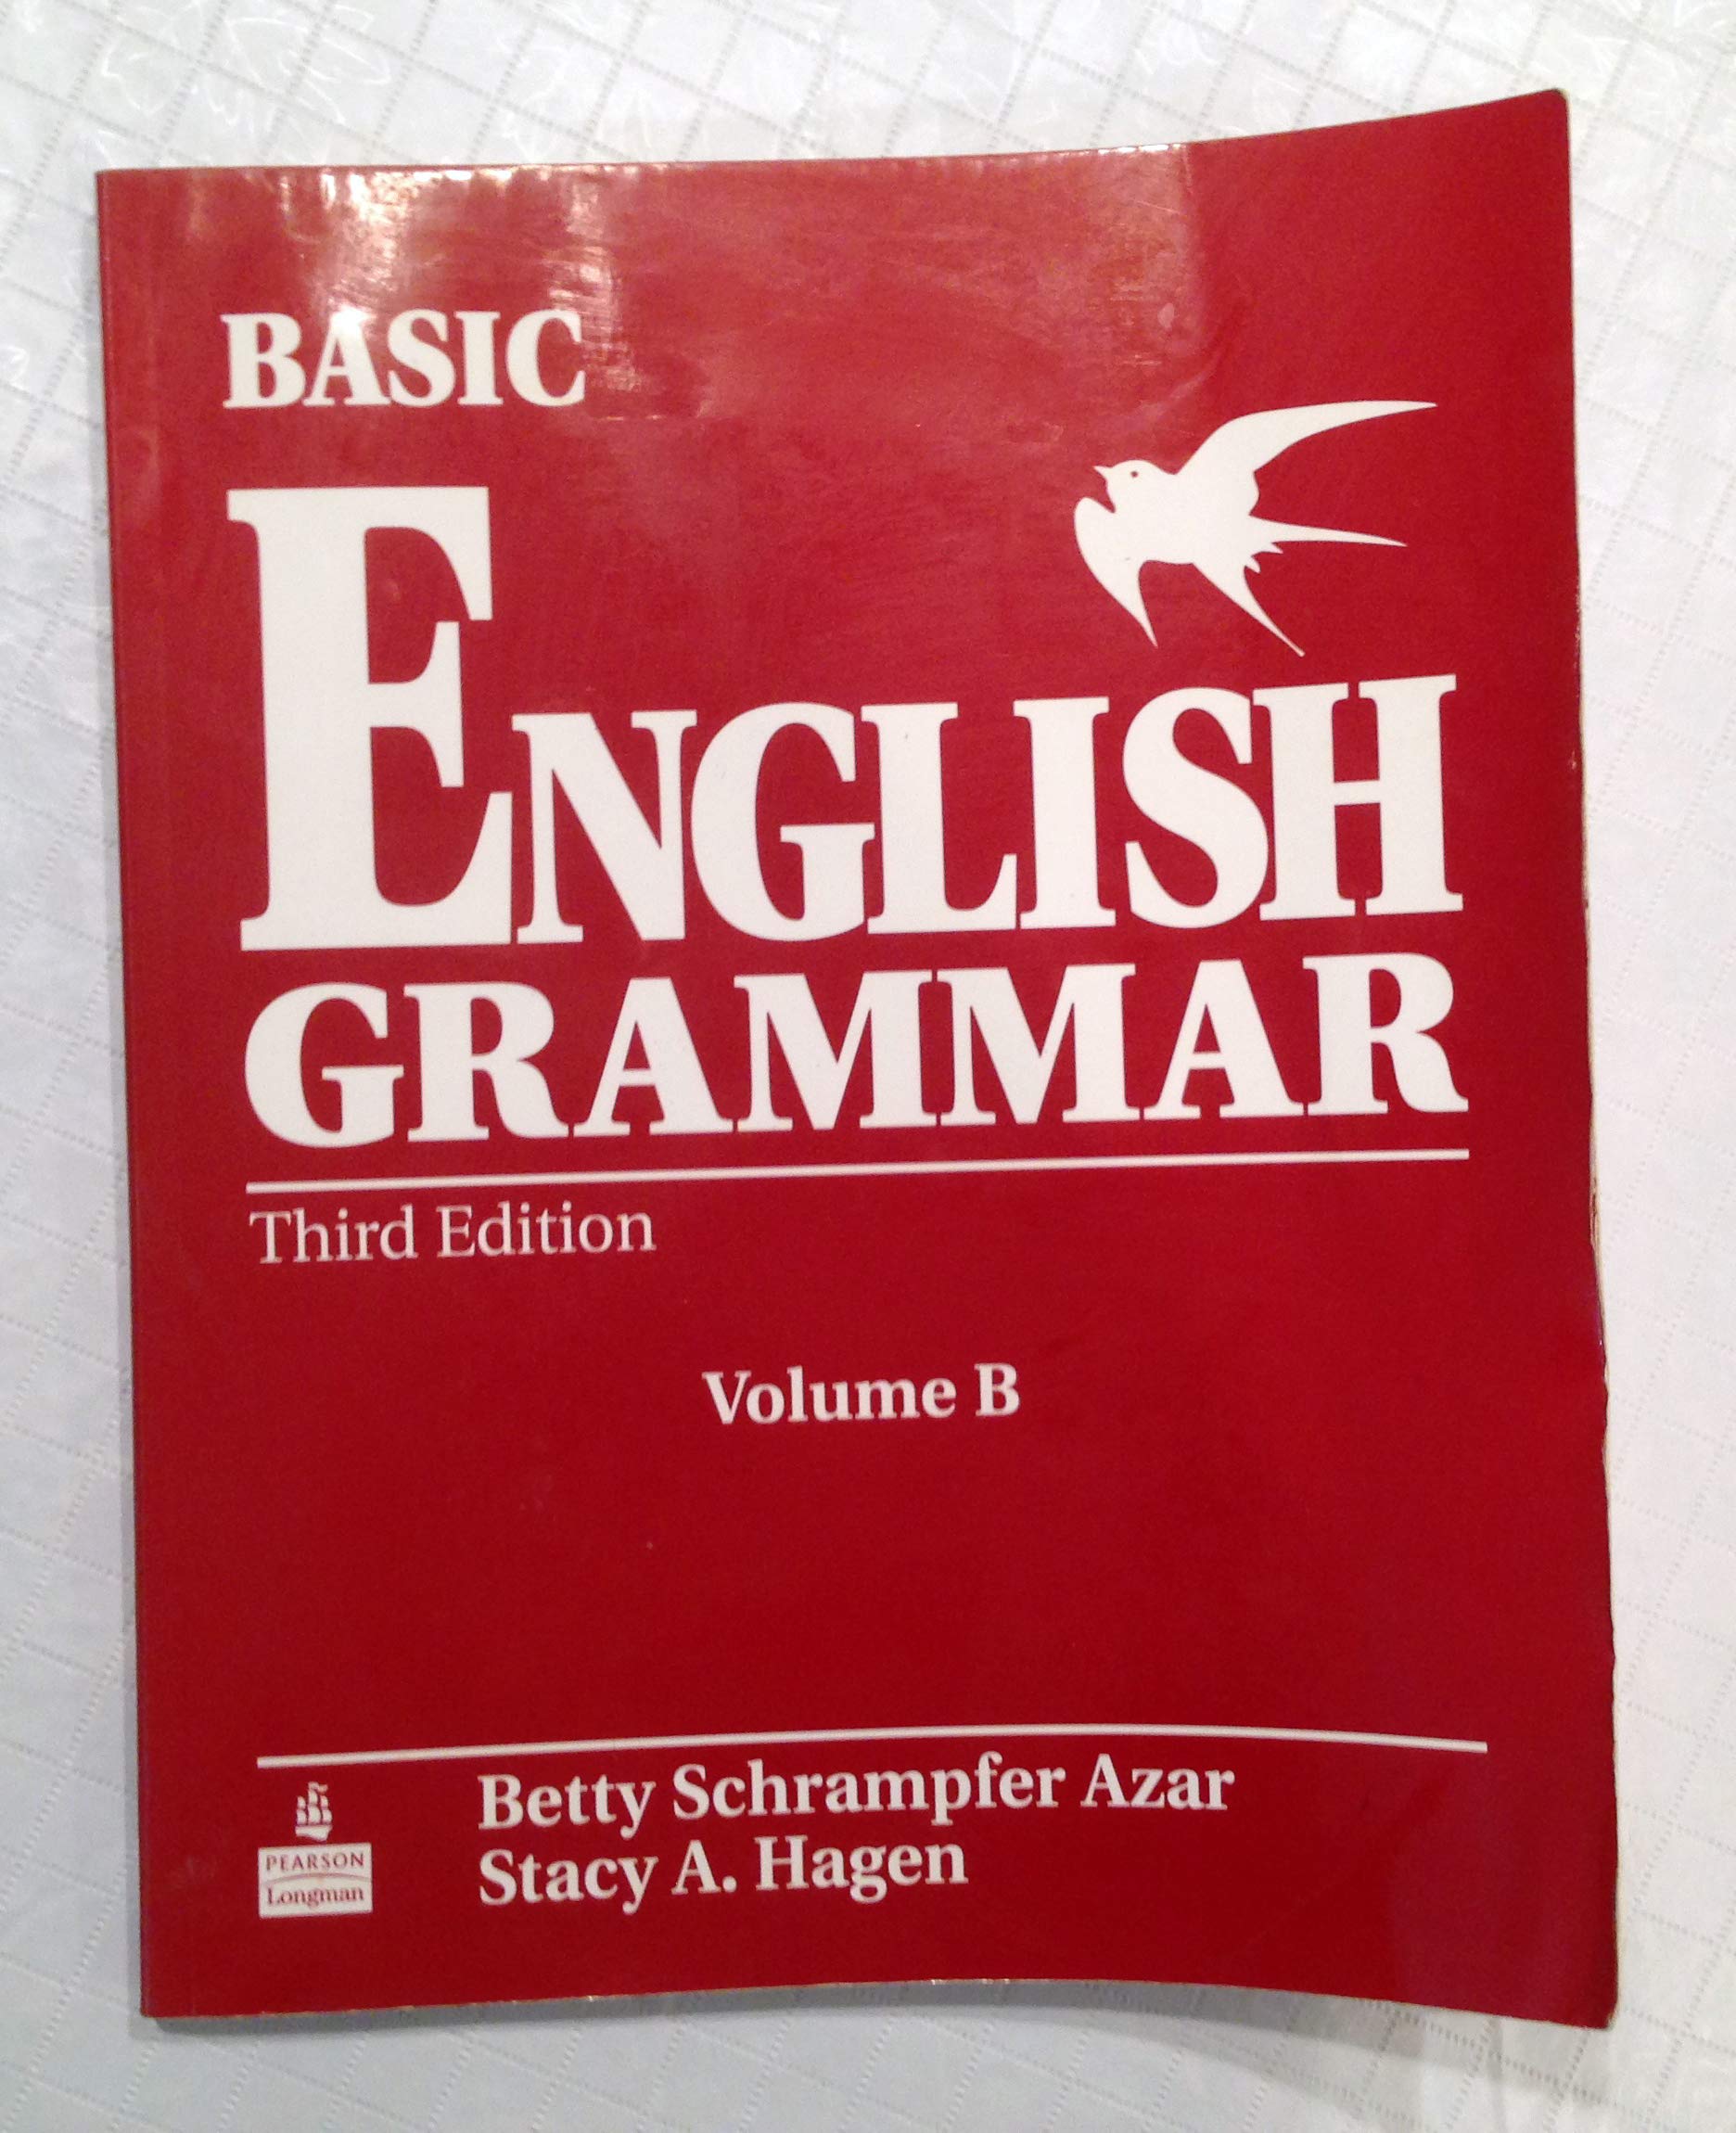 BASIC
ENGLISH
GRAMMAR
Third Edition
Volume B
Betty Schrampfer Azar
Stacy A. Hagen
PEARSON
Longman